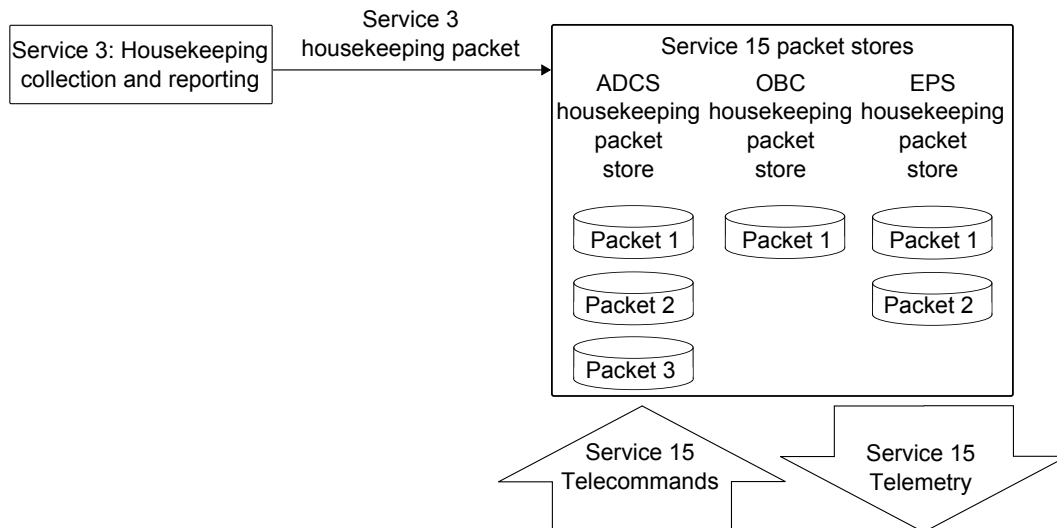 Service 3: Housekeeping
collection and reporting
Service 3
housekeeping packet
Service 15 packet stores
ADCS
housekeeping
packet
store
OBC
housekeeping
packet
store
EPS
housekeeping
packet
store
Packet 1
Packet 2
Packet 3
Packet 1
Packet 1
Packet 2
Service 15
Telecommands
Service 15
Telemetry